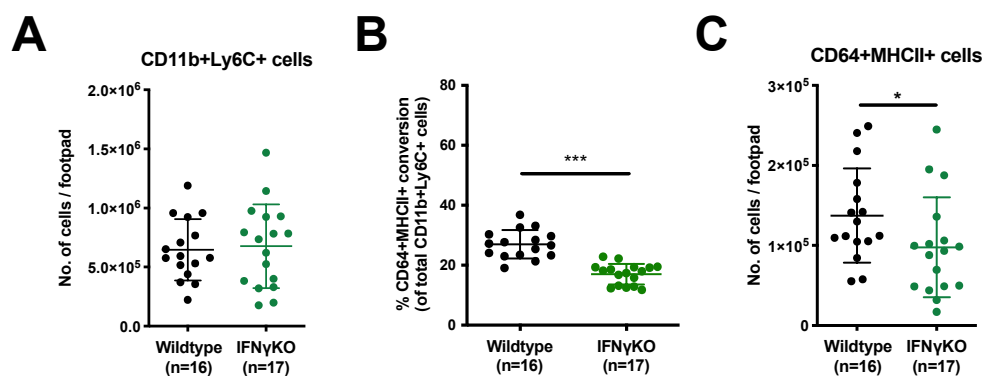 A
CD11b+Ly6C+ cells
No. of cells / footpad
2.0×10⁶
1.5×10⁶
1.0×10⁶
5.0×10⁵
0.0
Wildtype
(n=16)
IFNγKO
(n=17)
B
% CD64+MHCII+ conversion
(of total CD11b+Ly6C+ cells)
80
60
40
20
0
***
Wildtype
(n=16)
IFNγKO
(n=17)
C
CD64+MHCII+ cells
No. of cells / footpad
3×10⁵
2×10⁵
1×10⁵
0
*
Wildtype
(n=16)
IFNγKO
(n=17)